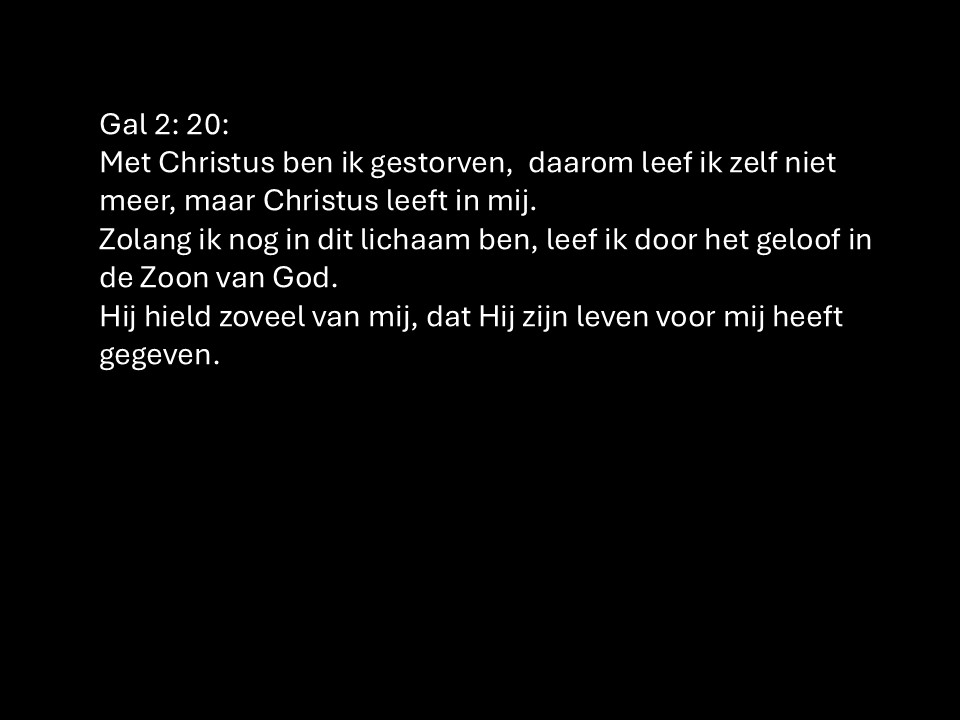 Gal 2: 20:
Met Christus ben ik gestorven,  daarom leef ik zelf niet
meer, maar Christus leeft in mij.
Zolang ik nog in dit lichaam ben, leef ik door het geloof in
de Zoon van God.
Hij hield zoveel van mij, dat Hij zijn leven voor mij heeft
gegeven.